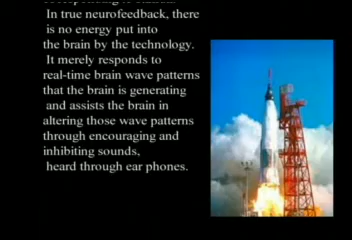 In true neurofeedback, there
is no energy put into
the brain by the technology.
It merely responds to
real-time brain wave patterns
that the brain is generating
and assists the brain in
altering those wave patterns
through encouraging and
inhibiting sounds,
heard through ear phones.